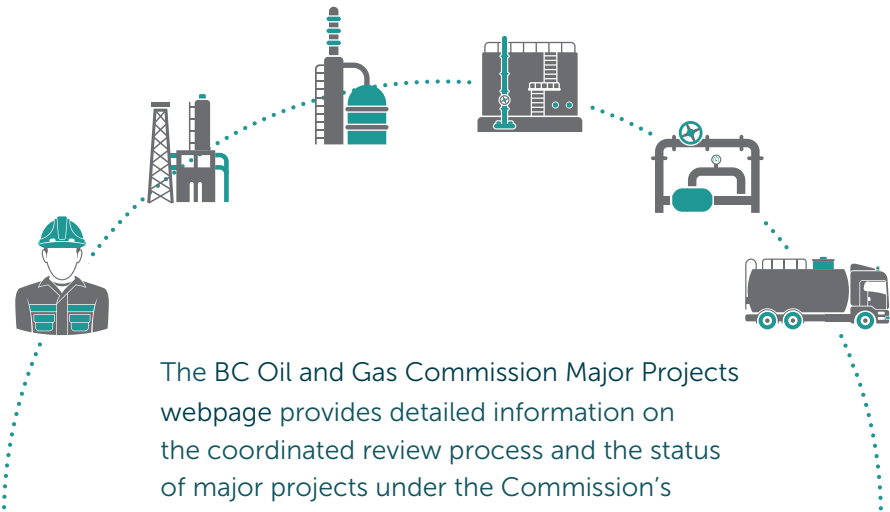 The BC Oil and Gas Commission Major Projects
webpage provides detailed information on
the coordinated review process and the status
of major projects under the Commission's